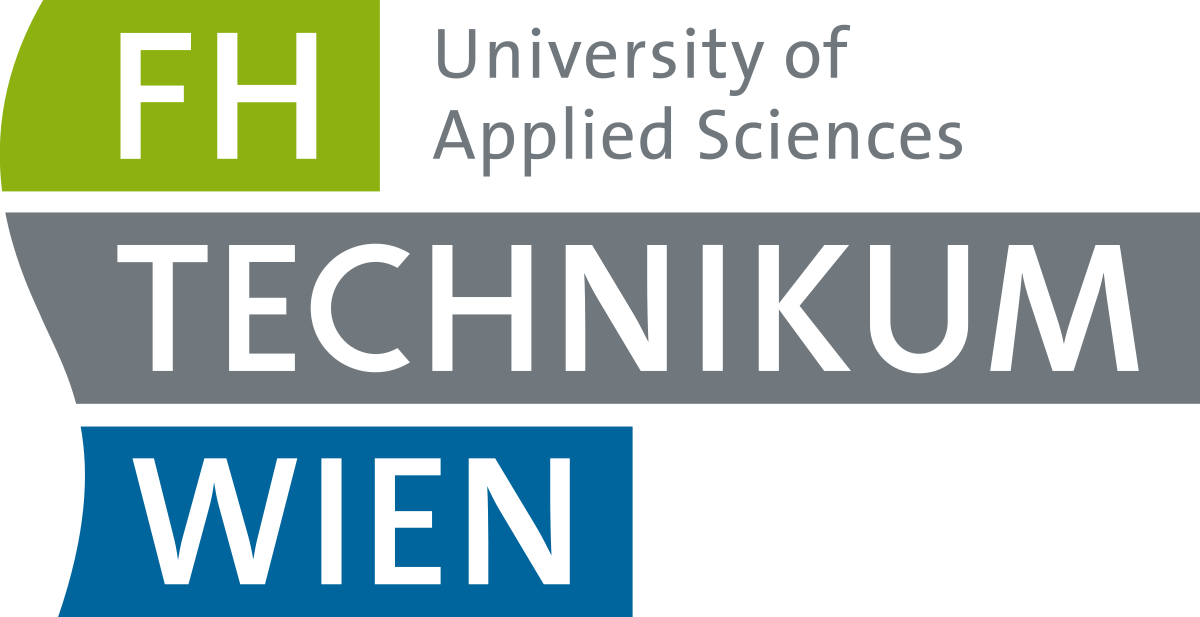 FH
University of
Applied Sciences
TECHNIKUM
WIEN